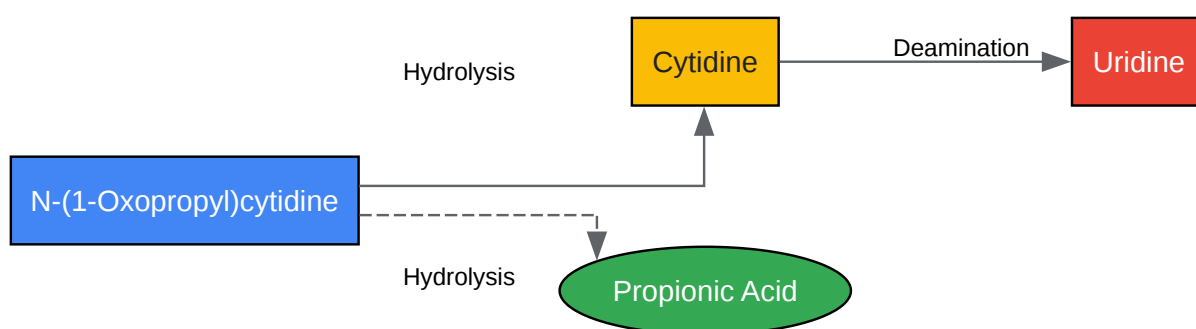 Cytidine
Deamination
Uridine
Hydrolysis
N-(1-Oxopropyl)cytidine
Hydrolysis
Propionic Acid